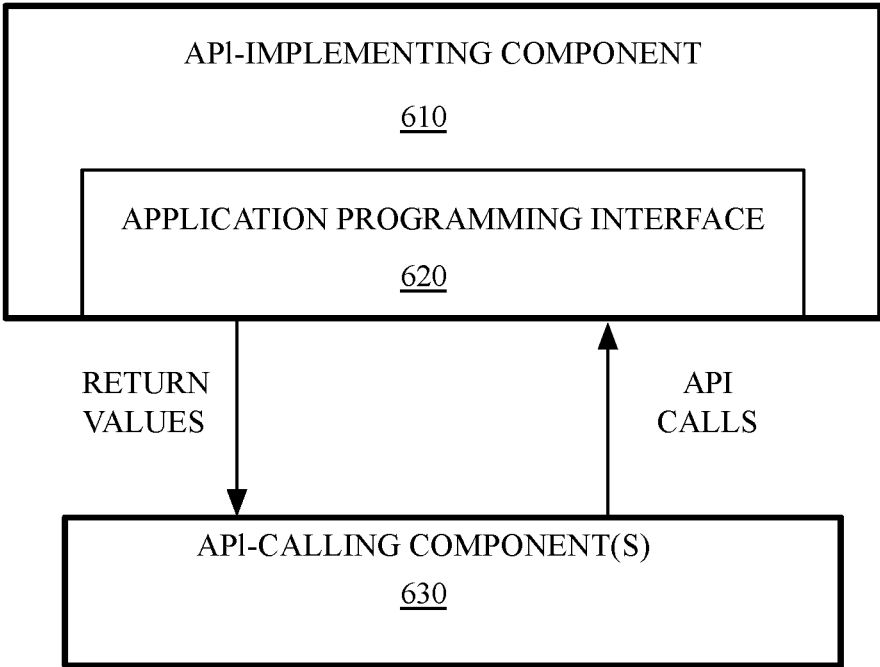 APl-IMPLEMENTING COMPONENT
610
APPLICATION PROGRAMMING INTERFACE
620
RETURN
VALUES
API
CALLS
APl-CALLING COMPONENT(S)
630